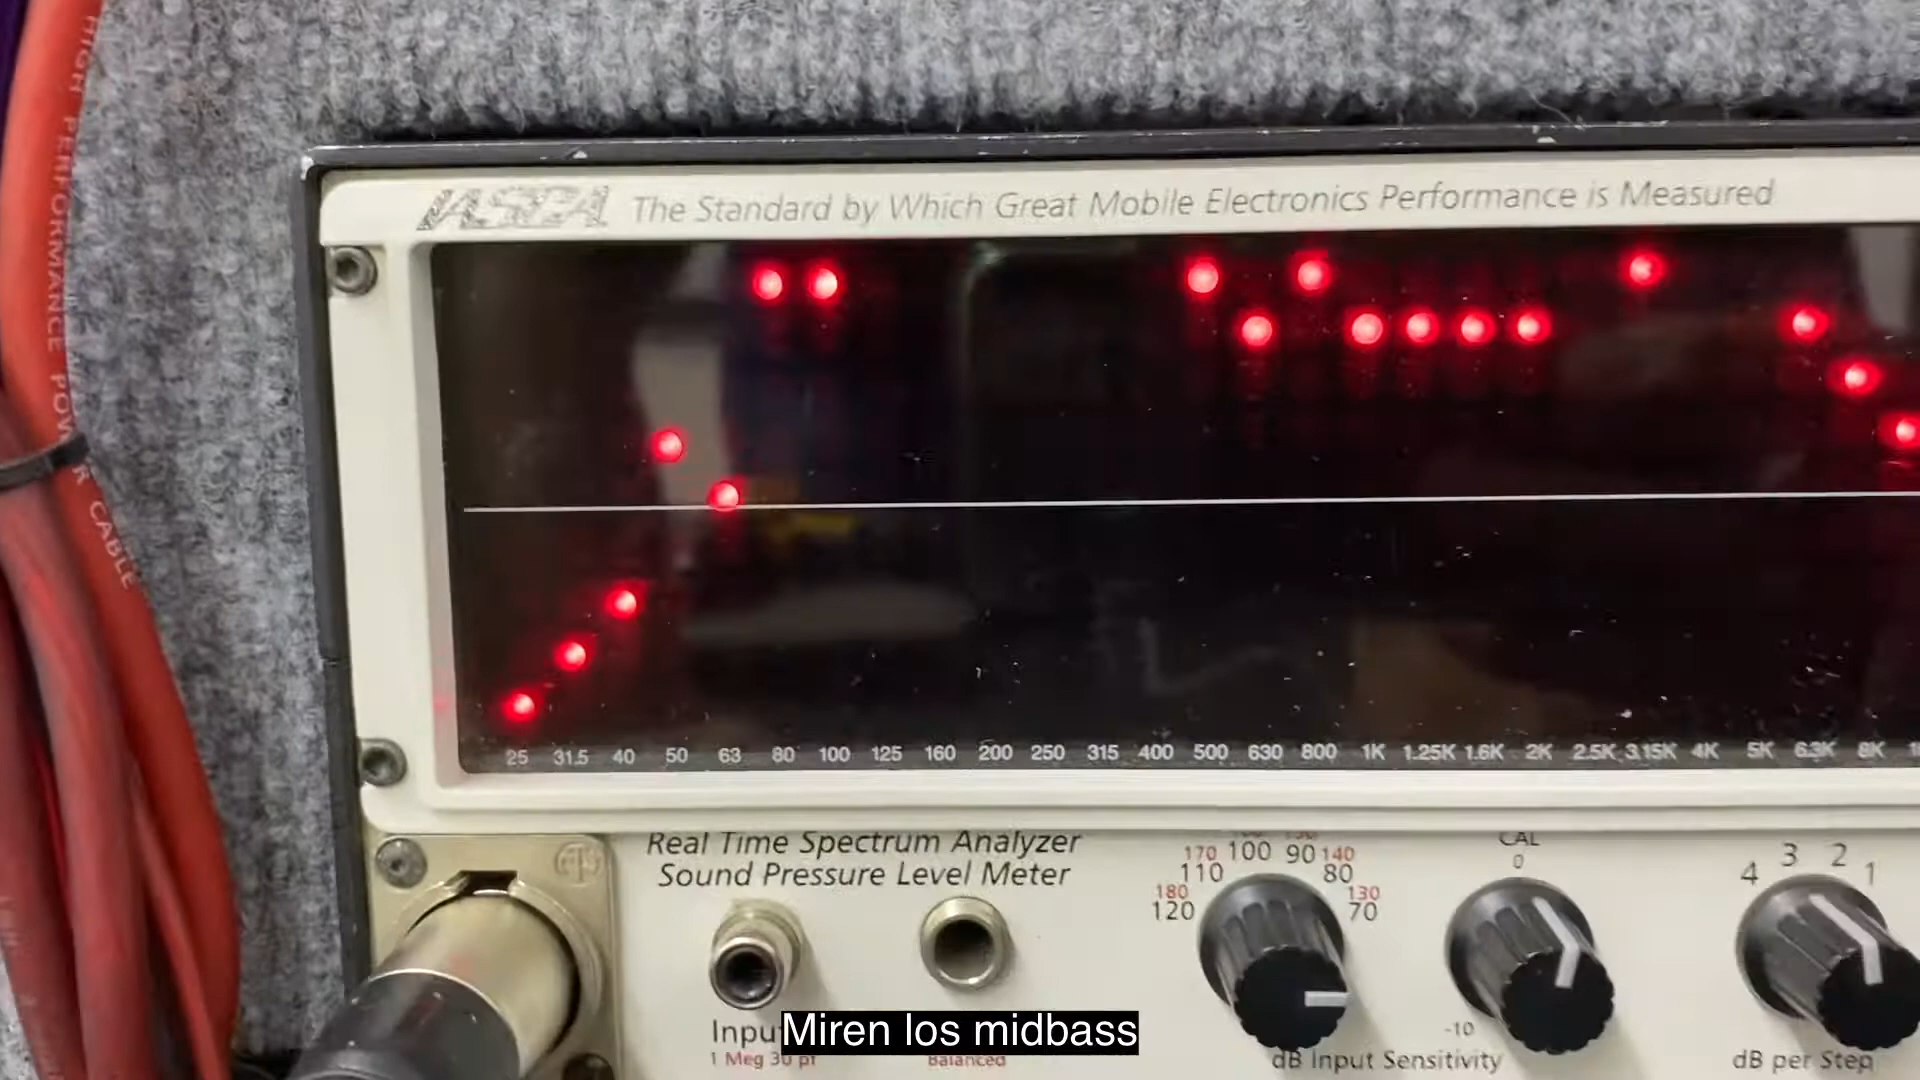 HIGH PERFORMANCE POWER CABLE
IASCA The Standard by Which Great Mobile Electronics Performance is Measured
25 31.5 40 50 63 80 100 125 160 200 250 315 400 500 630 800 1K 1.25K 1.6K 2K 2.5K 3.15K 4K 5K 6.3K 8K
Real Time Spectrum Analyzer
Sound Pressure Level Meter
170 100 90 140
110 80
180 130
120 70
CAL
0
-10
4 3 2 1
Input
1 Meg 30 pf
Balanced
dB Input Sensitivity
dB per Step
Miren los midbass